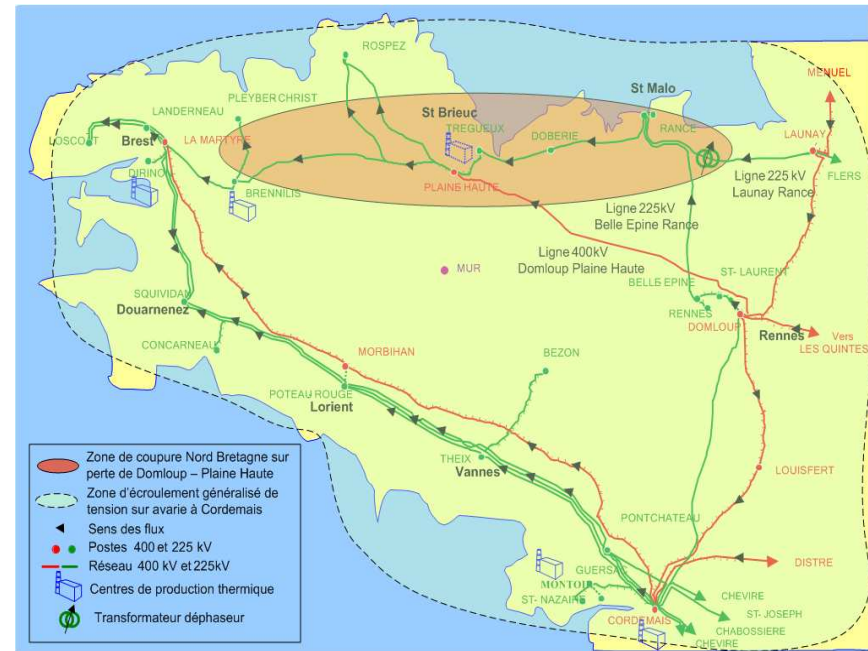 ROSPEZ
MENUEL
PLEYBER CHRIST
LANDERNEAU
St Brieuc
St Malo
TREGUEUX
RANCE
LAUNAY
LOSCOAT
Brest
LA MARTYRE
DOBERIE
DIRINON
PLAINE HAUTE
FLERS
BRENNILIS
Ligne 225 kV
Launay Rance
Ligne 225kV
Belle Epine Rance
Ligne 400kV
Domloup Plaine Haute
MUR
ST- LAURENT
BELLE EPINE
SQUIVIDAN
Douarnenez
RENNES
DOMLOUP
Rennes
Vers
LES QUINTES
CONCARNEAU
MORBIHAN
BEZON
POTEAU ROUGE
Lorient
THEIX
Vannes
LOUISFERT
Zone de coupure Nord Bretagne sur
perte de Domloup – Plaine Haute
Zone d'écroulement généralisé de
tension sur avarie à Cordemais
Sens des flux
Postes 400 et 225 kV
Réseau 400 kV et 225kV
Centres de production thermique
Transformateur déphaseur
PONTCHATEAU
DISTRE
GUERSAC
MONTOIR
ST- NAZAIRE
CHEVIRE
CORDEMAIS
ST- JOSEPH
CHABOSSIERE
CHEVIRE